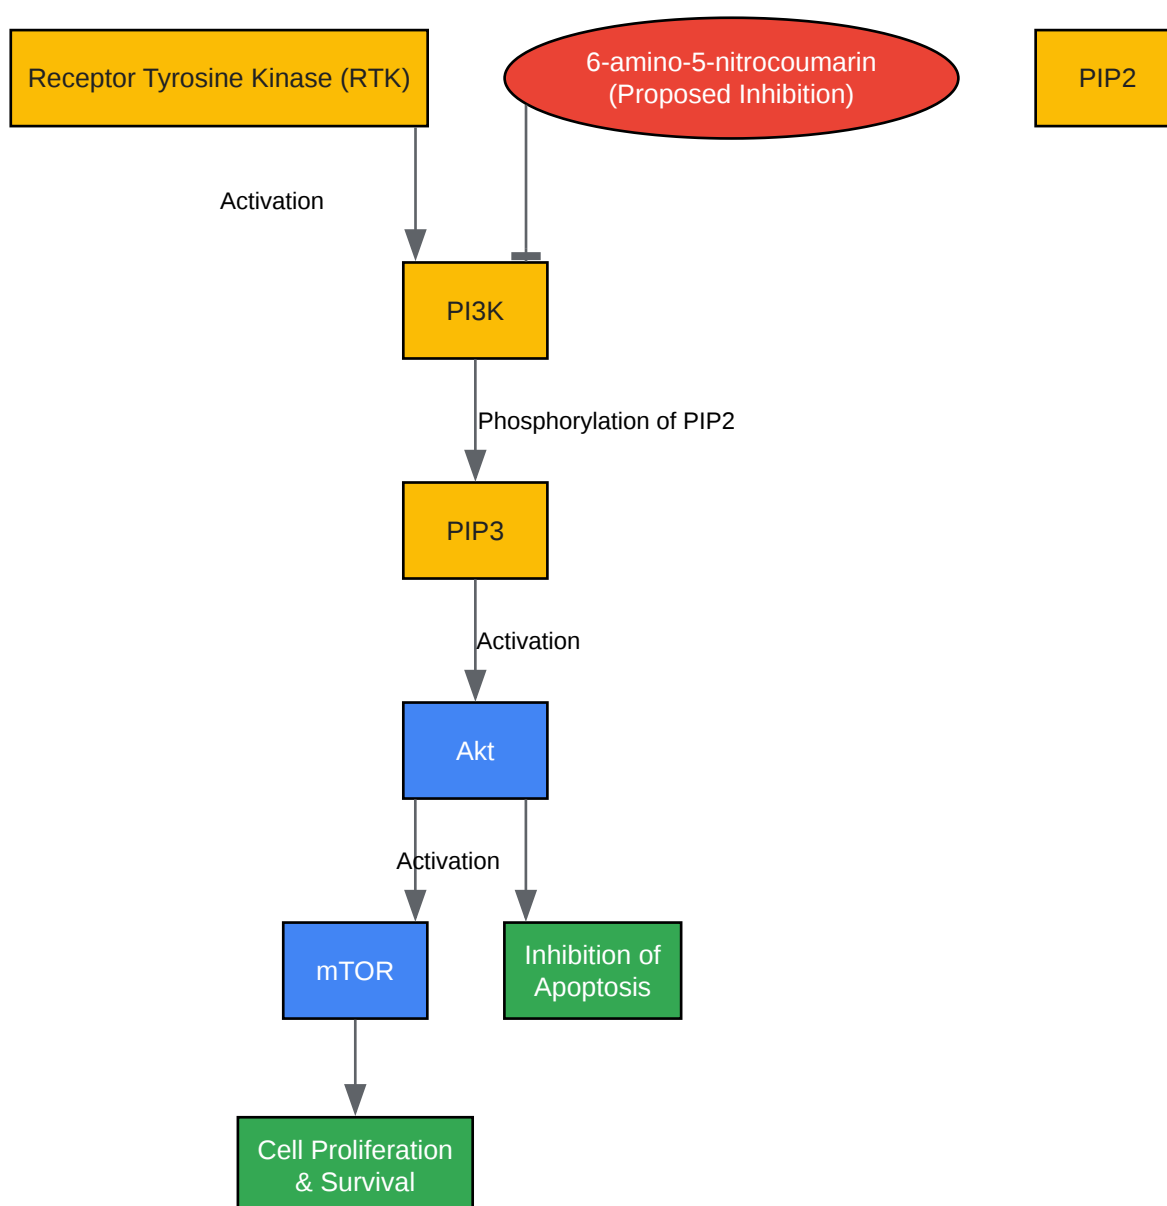 Receptor Tyrosine Kinase (RTK)
6-amino-5-nitrocoumarin
(Proposed Inhibition)
PIP2
Activation
PI3K
Phosphorylation of PIP2
PIP3
Activation
Akt
Activation
mTOR
Inhibition of
Apoptosis
Cell Proliferation
& Survival